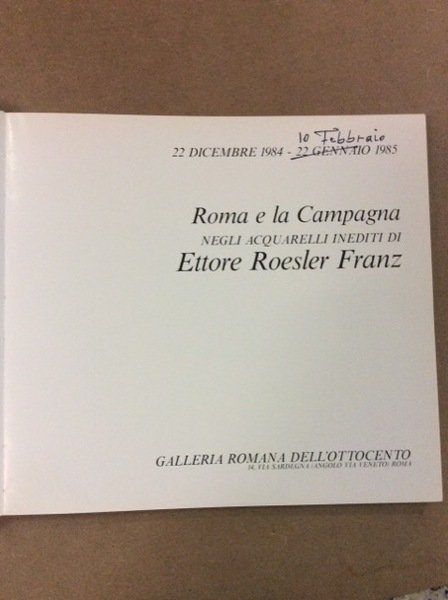 10 Febbraio
22 DICEMBRE 1984 - 22 GENNAIO 1985
Roma e la Campagna
NEGLI ACQUARELLI INEDITI DI
Ettore Roesler Franz
GALLERIA ROMANA DELL'OTTOCENTO
14, VIA SARDEGNA (ANGOLO VIA VENETO) ROMA